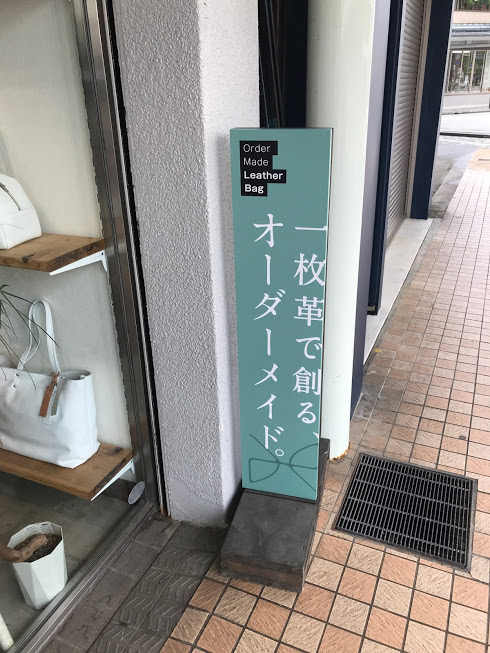 Order
Made
Leather
Bag
一枚革で創る、
オーダーメイド。